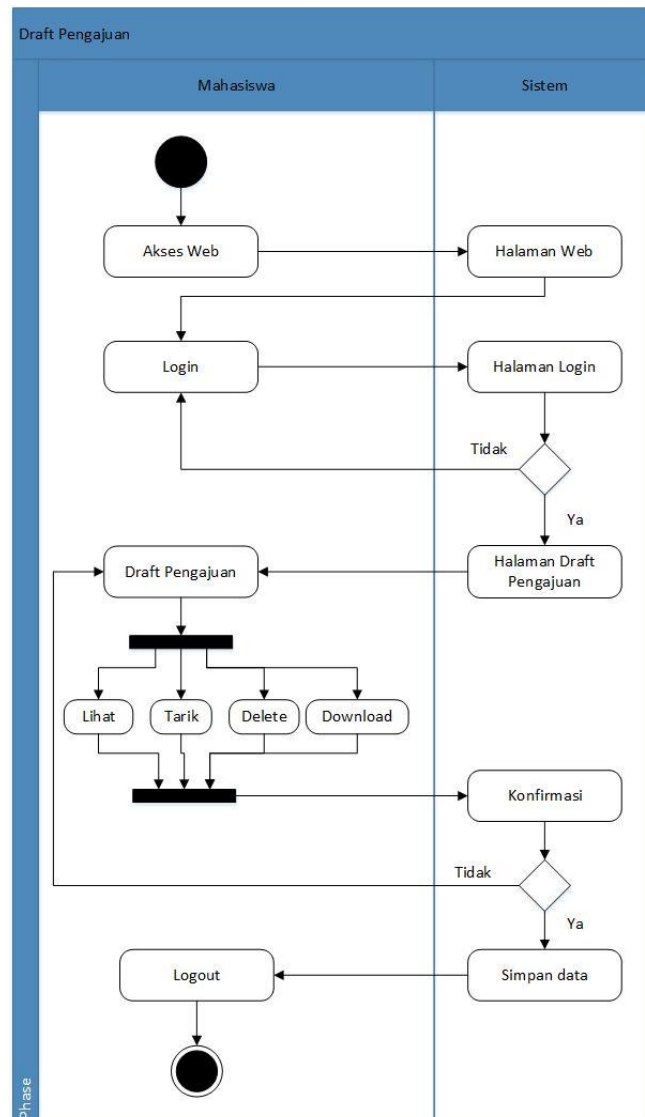 Draft Pengajuan
Mahasiswa
Sistem
Akses Web
Halaman Web
Login
Halaman Login
Tidak
Ya
Draft Pengajuan
Halaman Draft
Pengajuan
Lihat
Tarik
Delete
Download
Konfirmasi
Tidak
Ya
Logout
Simpan data
Phase